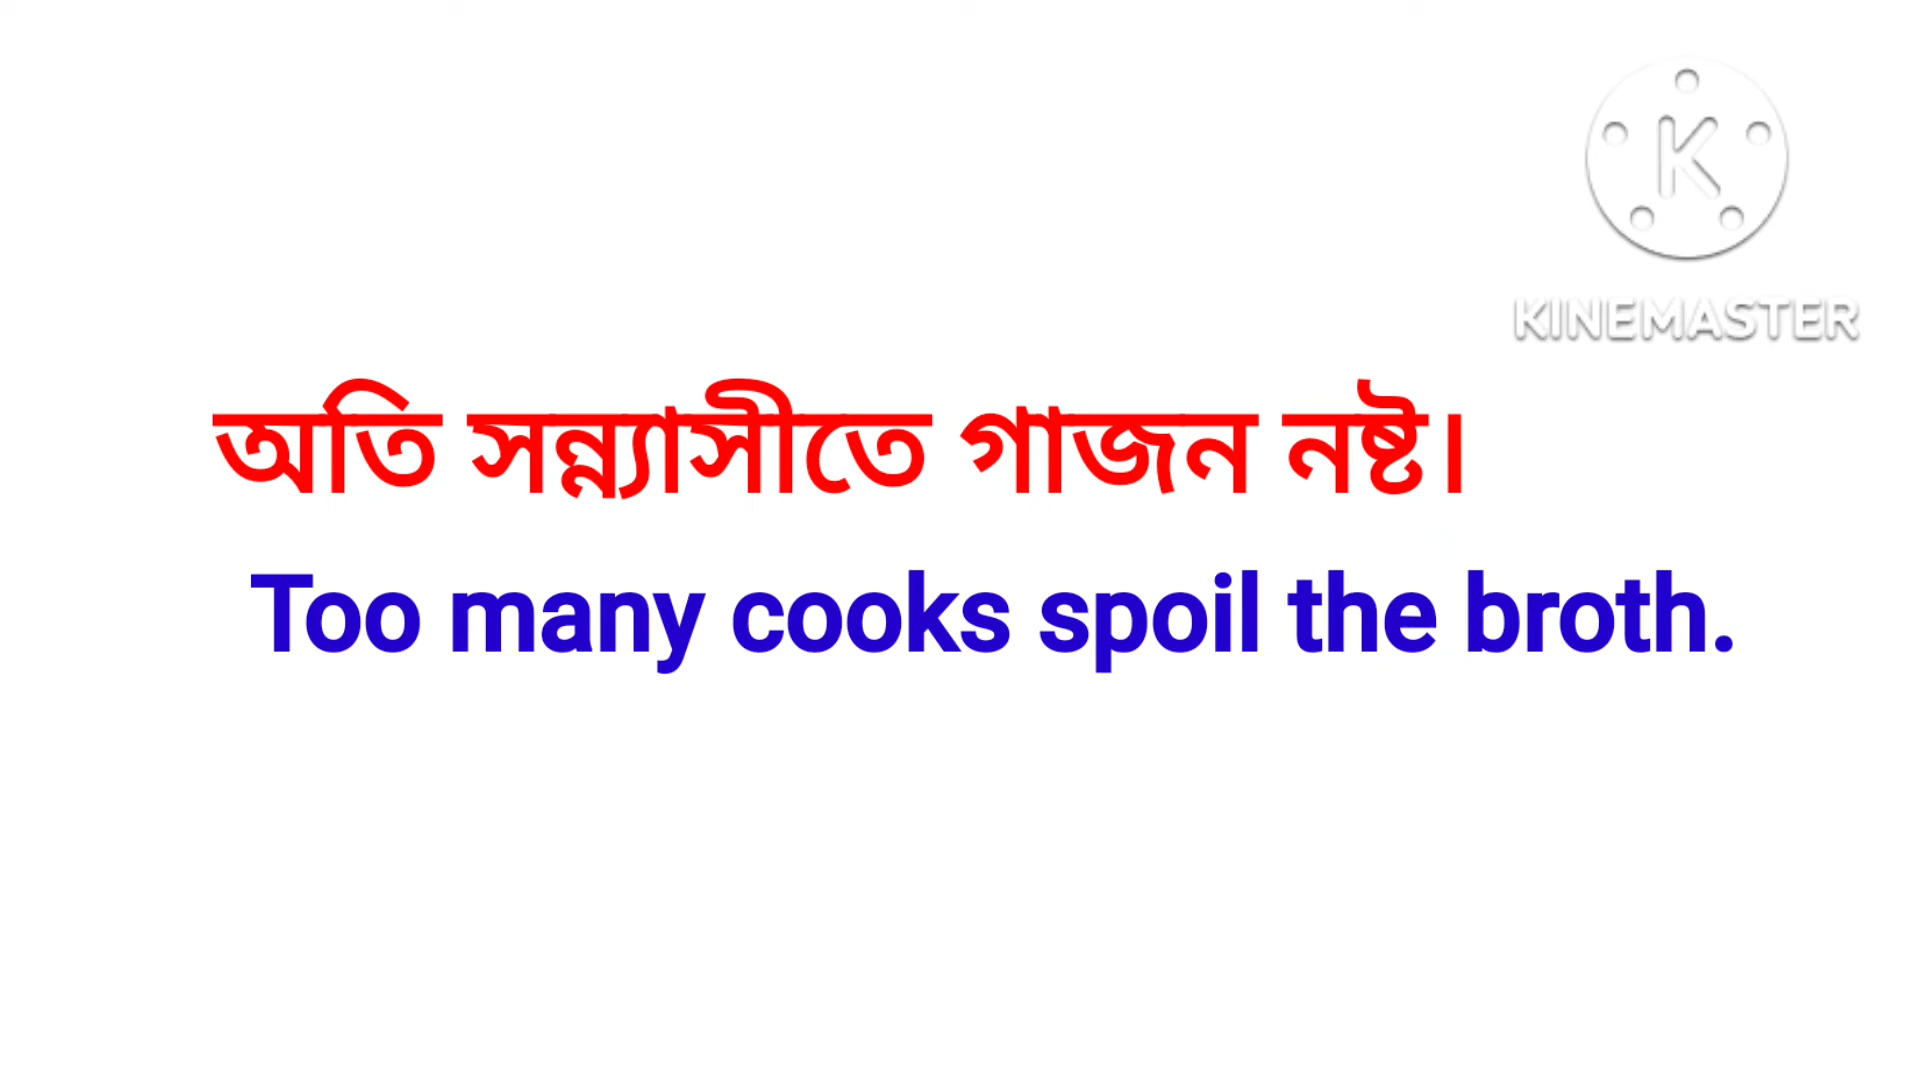 KINEMASTER
অতি সন্ন্যাসীতে গাজন নষ্ট।
Too many cooks spoil the broth.